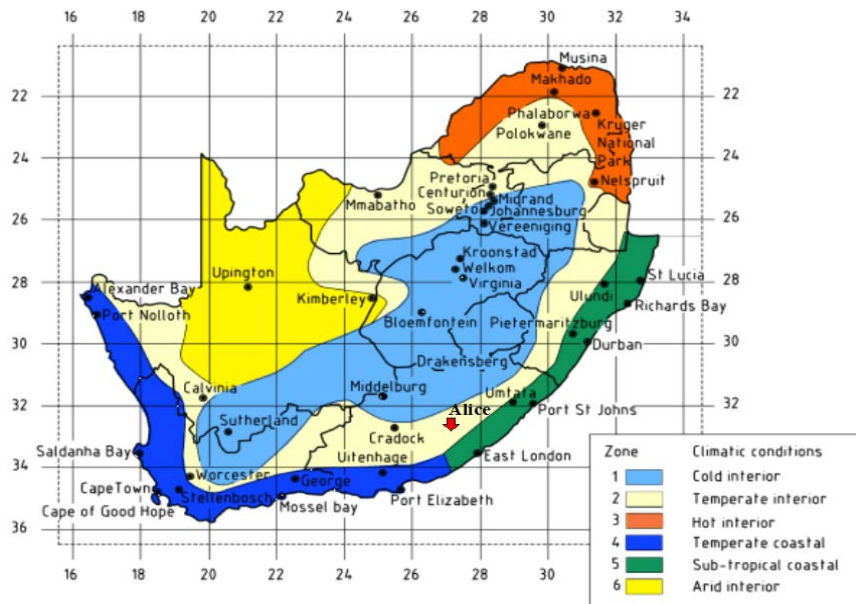 16 18 20 22 24 26 28 30 32 34
Musina
Makhado
22 22
Phalaborwa
Polokwane
Kruger
National
Park
24 24
Pretoria
Centurion
Nelspruit
Mmabatho
Midrand
Soweto
Johannesburg
26 26
Vereeniging
Kroonstad
Welkom
Virginia
Upington
St Lucia
28 28
Alexander Bay
Kimberley
Ulundi
Port Nolloth
Bloemfontein
Pietermaritzburg
Richards Bay
30 30
Durban
Drakensberg
Calvinia
Middelburg
Umtata
32 32
Alice
Port St Johns
Sutherland
Cradock
Saldanha Bay
Uitenhage
East London
34
Worcester
CapeTown
Stellenbosch
George
Cape of Good Hope
Mossel bay
Port Elizabeth
36
16 18 20 22 24 26 28 30
Zone Climatic conditions
1 Cold interior
2 Temperate interior
3 Hot interior
4 Temperate coastal
5 Sub-tropical coastal
6 Arid interior